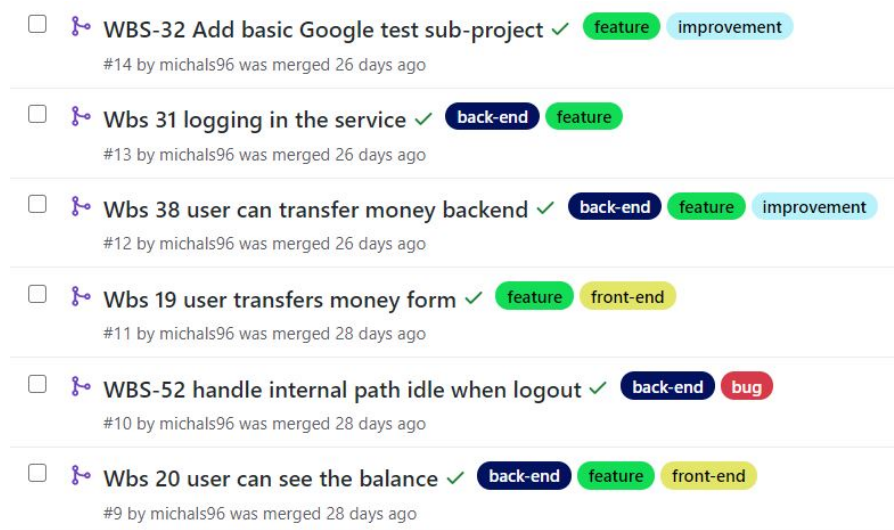 WBS-32 Add basic Google test sub-project feature improvement
#14 by michals96 was merged 26 days ago
Wbs 31 logging in the service back-end feature
#13 by michals96 was merged 26 days ago
Wbs 38 user can transfer money backend back-end feature improvement
#12 by michals96 was merged 26 days ago
Wbs 19 user transfers money form feature front-end
#11 by michals96 was merged 28 days ago
WBS-52 handle internal path idle when logout back-end bug
#10 by michals96 was merged 28 days ago
Wbs 20 user can see the balance back-end feature front-end
#9 by michals96 was merged 28 days ago